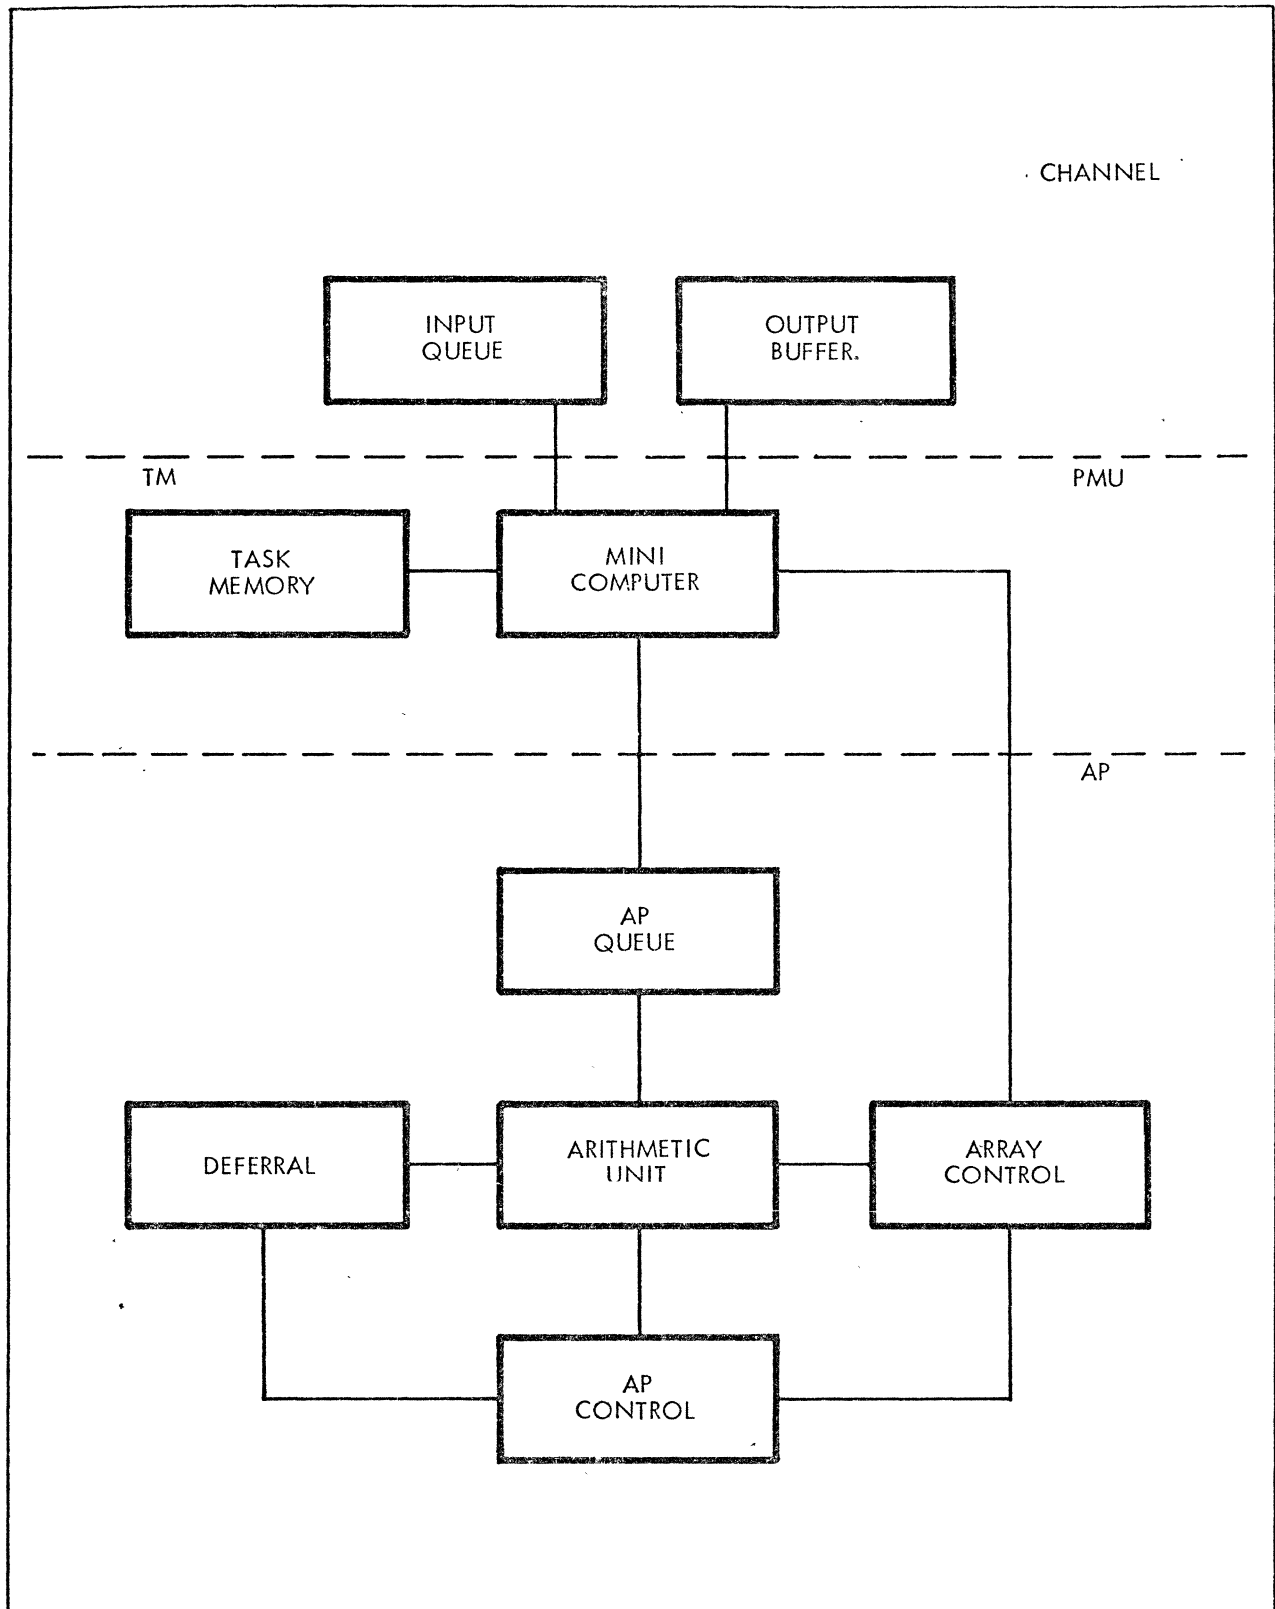 CHANNEL
INPUT
QUEUE
OUTPUT
BUFFER.
TM
PMU
TASK
MEMORY
MINI
COMPUTER
AP
AP
QUEUE
DEFERRAL
ARITHMETIC
UNIT
ARRAY
CONTROL
AP
CONTROL